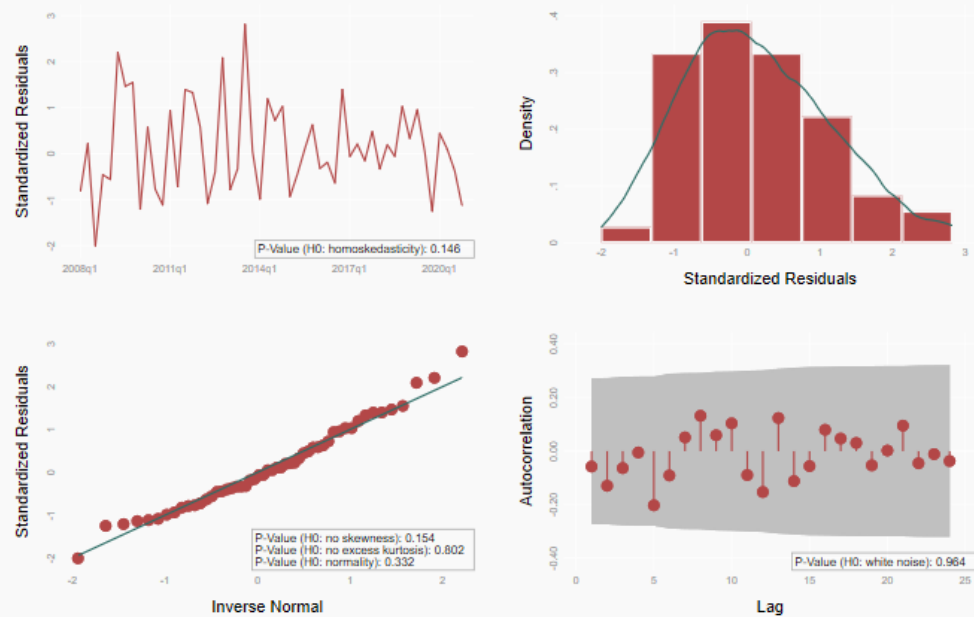 Standardized Residuals
3
2
1
0
-1
-2
P-Value (H0: homoskedasticity): 0.146
2008q1 2011q1 2014q1 2017q1 2020q1
Density
.4
.3
.2
.1
0
-2 -1 0 1 2 3
Standardized Residuals
Standardized Residuals
3
2
1
0
-1
-2
P-Value (H0: no skewness): 0.154
P-Value (H0: no excess kurtosis): 0.802
P-Value (H0: normality): 0.332
-2 -1 0 1 2
Inverse Normal
Autocorrelation
0.40
0.20
0.00
-0.20
-0.40
P-Value (H0: white noise): 0.964
0 5 10 15 20 25
Lag